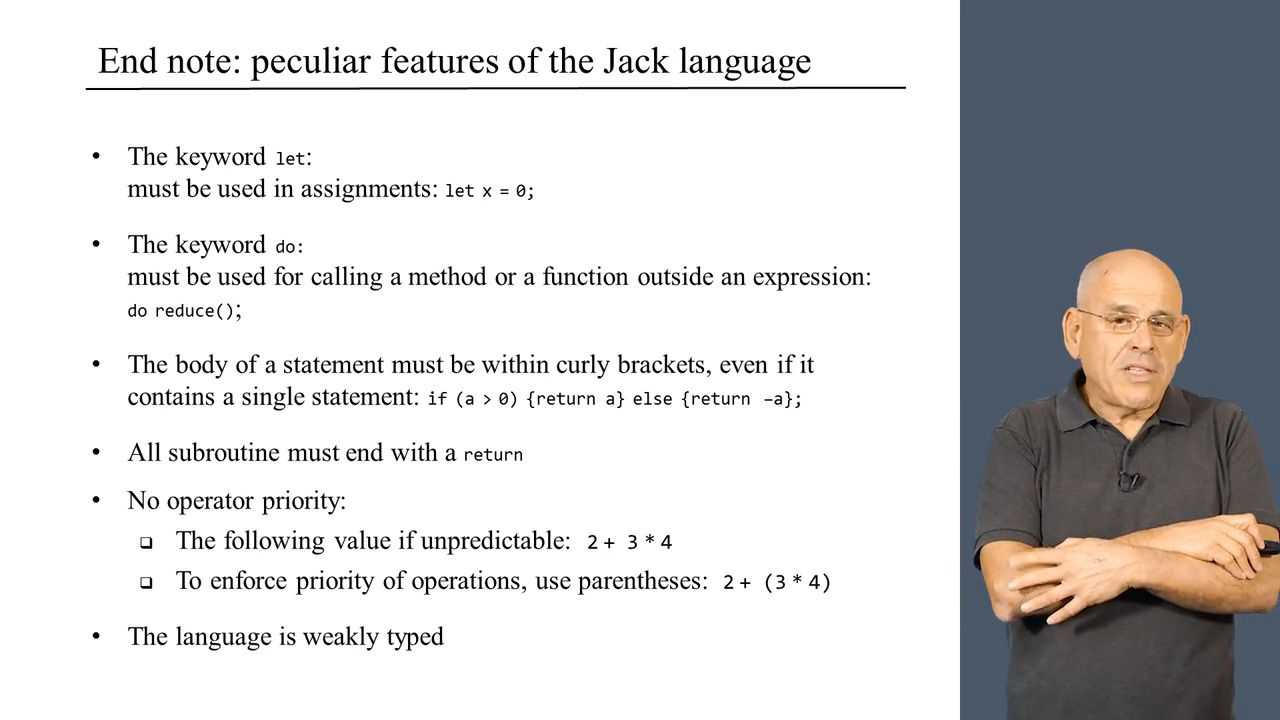 End note: peculiar features of the Jack language
• The keyword let:
must be used in assignments: let x = 0;
• The keyword do:
must be used for calling a method or a function outside an expression:
do reduce();
• The body of a statement must be within curly brackets, even if it
contains a single statement: if (a > 0) {return a} else {return –a};
• All subroutine must end with a return
• No operator priority:
❑ The following value if unpredictable: 2 + 3 * 4
❑ To enforce priority of operations, use parentheses: 2 + (3 * 4)
• The language is weakly typed